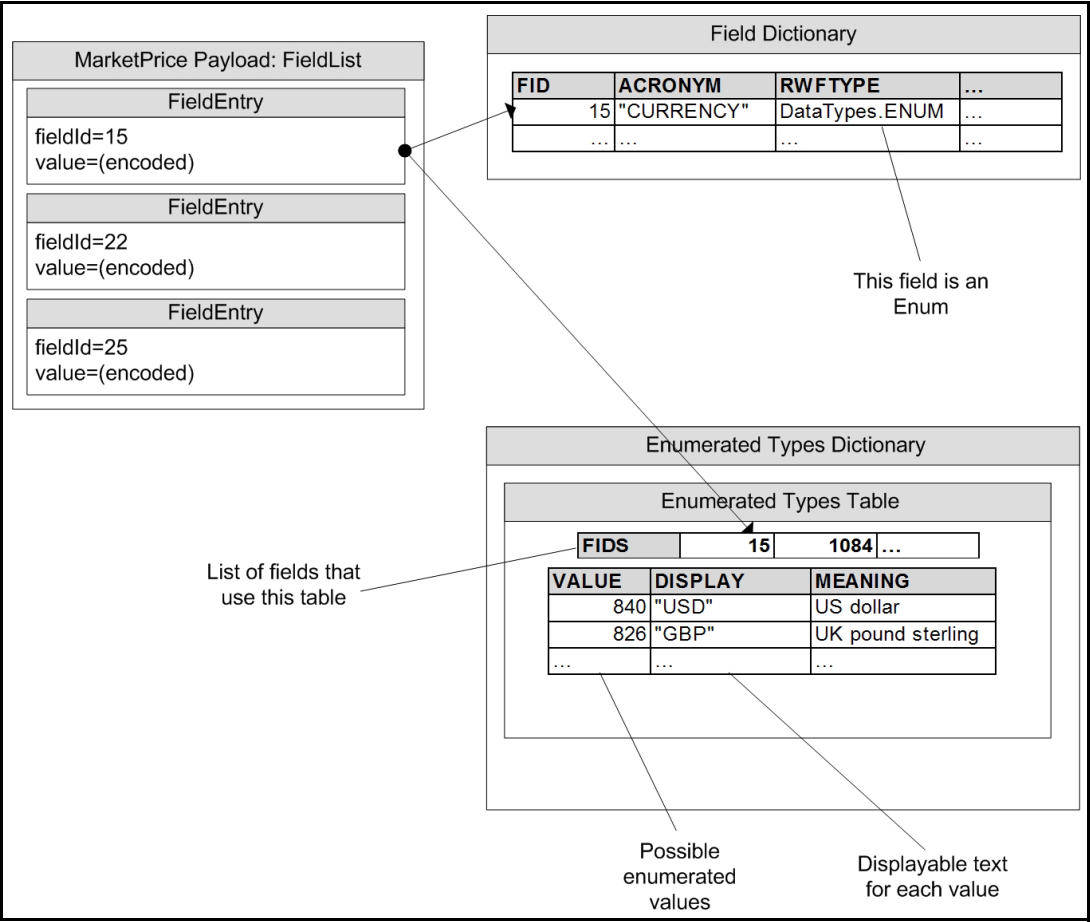 MarketPrice Payload: FieldList
FieldEntry
fieldId=15
value=(encoded)
FieldEntry
fieldId=22
value=(encoded)
FieldEntry
fieldId=25
value=(encoded)
Field Dictionary
FID ACRONYM RWFTYPE ...
15 "CURRENCY" DataTypes.ENUM ...
... ... ... ...
This field is an
Enum
Enumerated Types Dictionary
Enumerated Types Table
FIDS 15 1084 ...
List of fields that
use this table
VALUE DISPLAY MEANING
840 "USD" US dollar
826 "GBP" UK pound sterling
... ... ...
Possible
enumerated
values
Displayable text
for each value